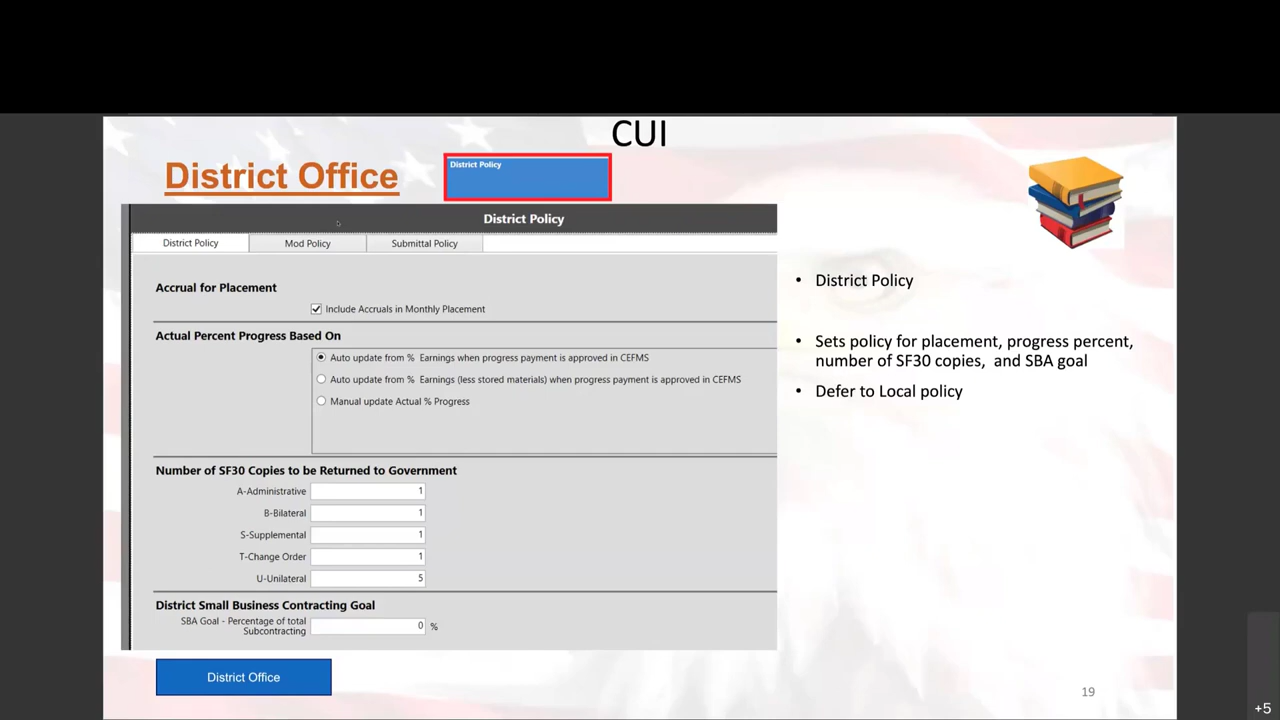 CUI
District Office
District Policy
District Policy
District Policy
Mod Policy
Submittal Policy
Accrual for Placement
Include Accruals in Monthly Placement
Actual Percent Progress Based On
Auto update from % Earnings when progress payment is approved in CEFMS
Auto update from % Earnings (less stored materials) when progress payment is approved in CEFMS
Manual update Actual % Progress
Number of SF30 Copies to be Returned to Government
A-Administrative 1
B-Bilateral 1
S-Supplemental 1
T-Change Order 1
U-Unilateral 5
District Small Business Contracting Goal
SBA Goal - Percentage of total
Subcontracting
0 %
• District Policy
• Sets policy for placement, progress percent,
number of SF30 copies, and SBA goal
• Defer to Local policy
District Office
19
+5